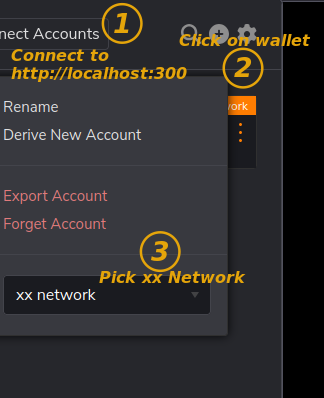 nnect Accounts
1
Click on wallet
Connect to
http://localhost:300
2
work
Rename
Derive New Account
Export Account
Forget Account
3
Pick xx Network
xx network